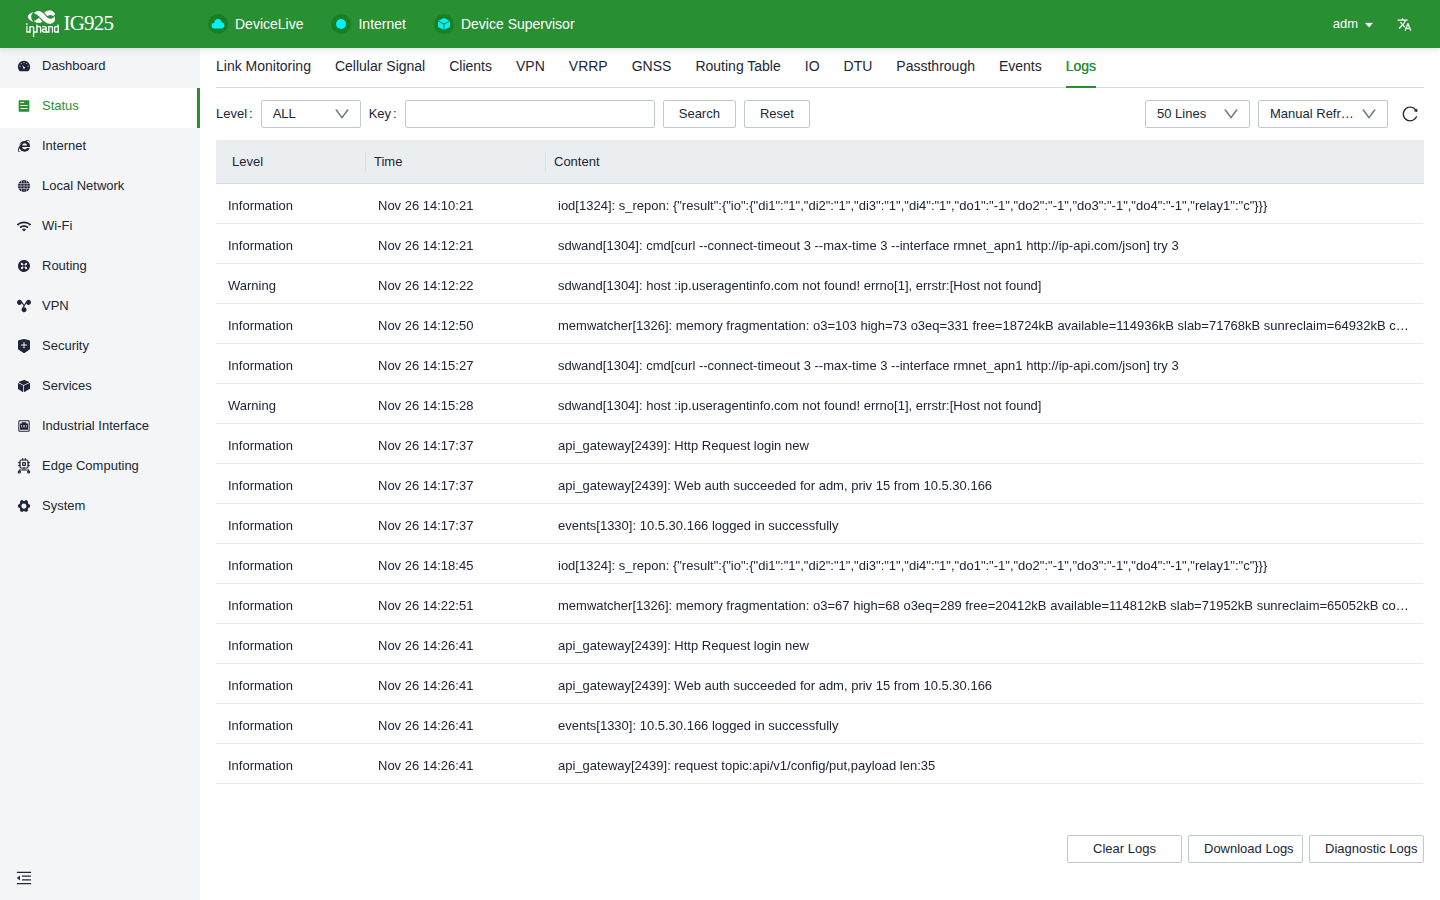 inhand IG925 DeviceLive Internet Device Supervisor adm
Dashboard
Status
Internet
Local Network
Wi-Fi
Routing
VPN
Security
Services
Industrial Interface
Edge Computing
System
Link Monitoring Cellular Signal Clients VPN VRRP GNSS Routing Table IO DTU Passthrough Events Logs
Level: ALL Key: Search Reset 50 Lines Manual Refr…
Level Time Content
Information Nov 26 14:10:21 iod[1324]: s_repon: {"result":{"io":{"di1":"1","di2":"1","di3":"1","di4":"1","do1":"-1","do2":"-1","do3":"-1","do4":"-1","relay1":"c"}}}
Information Nov 26 14:12:21 sdwand[1304]: cmd[curl --connect-timeout 3 --max-time 3 --interface rmnet_apn1 http://ip-api.com/json] try 3
Warning Nov 26 14:12:22 sdwand[1304]: host :ip.useragentinfo.com not found! errno[1], errstr:[Host not found]
Information Nov 26 14:12:50 memwatcher[1326]: memory fragmentation: o3=103 high=73 o3eq=331 free=18724kB available=114936kB slab=71768kB sunreclaim=64932kB c…
Information Nov 26 14:15:27 sdwand[1304]: cmd[curl --connect-timeout 3 --max-time 3 --interface rmnet_apn1 http://ip-api.com/json] try 3
Warning Nov 26 14:15:28 sdwand[1304]: host :ip.useragentinfo.com not found! errno[1], errstr:[Host not found]
Information Nov 26 14:17:37 api_gateway[2439]: Http Request login new
Information Nov 26 14:17:37 api_gateway[2439]: Web auth succeeded for adm, priv 15 from 10.5.30.166
Information Nov 26 14:17:37 events[1330]: 10.5.30.166 logged in successfully
Information Nov 26 14:18:45 iod[1324]: s_repon: {"result":{"io":{"di1":"1","di2":"1","di3":"1","di4":"1","do1":"-1","do2":"-1","do3":"-1","do4":"-1","relay1":"c"}}}
Information Nov 26 14:22:51 memwatcher[1326]: memory fragmentation: o3=67 high=68 o3eq=289 free=20412kB available=114812kB slab=71952kB sunreclaim=65052kB co…
Information Nov 26 14:26:41 api_gateway[2439]: Http Request login new
Information Nov 26 14:26:41 api_gateway[2439]: Web auth succeeded for adm, priv 15 from 10.5.30.166
Information Nov 26 14:26:41 events[1330]: 10.5.30.166 logged in successfully
Information Nov 26 14:26:41 api_gateway[2439]: request topic:api/v1/config/put,payload len:35
Clear Logs Download Logs Diagnostic Logs